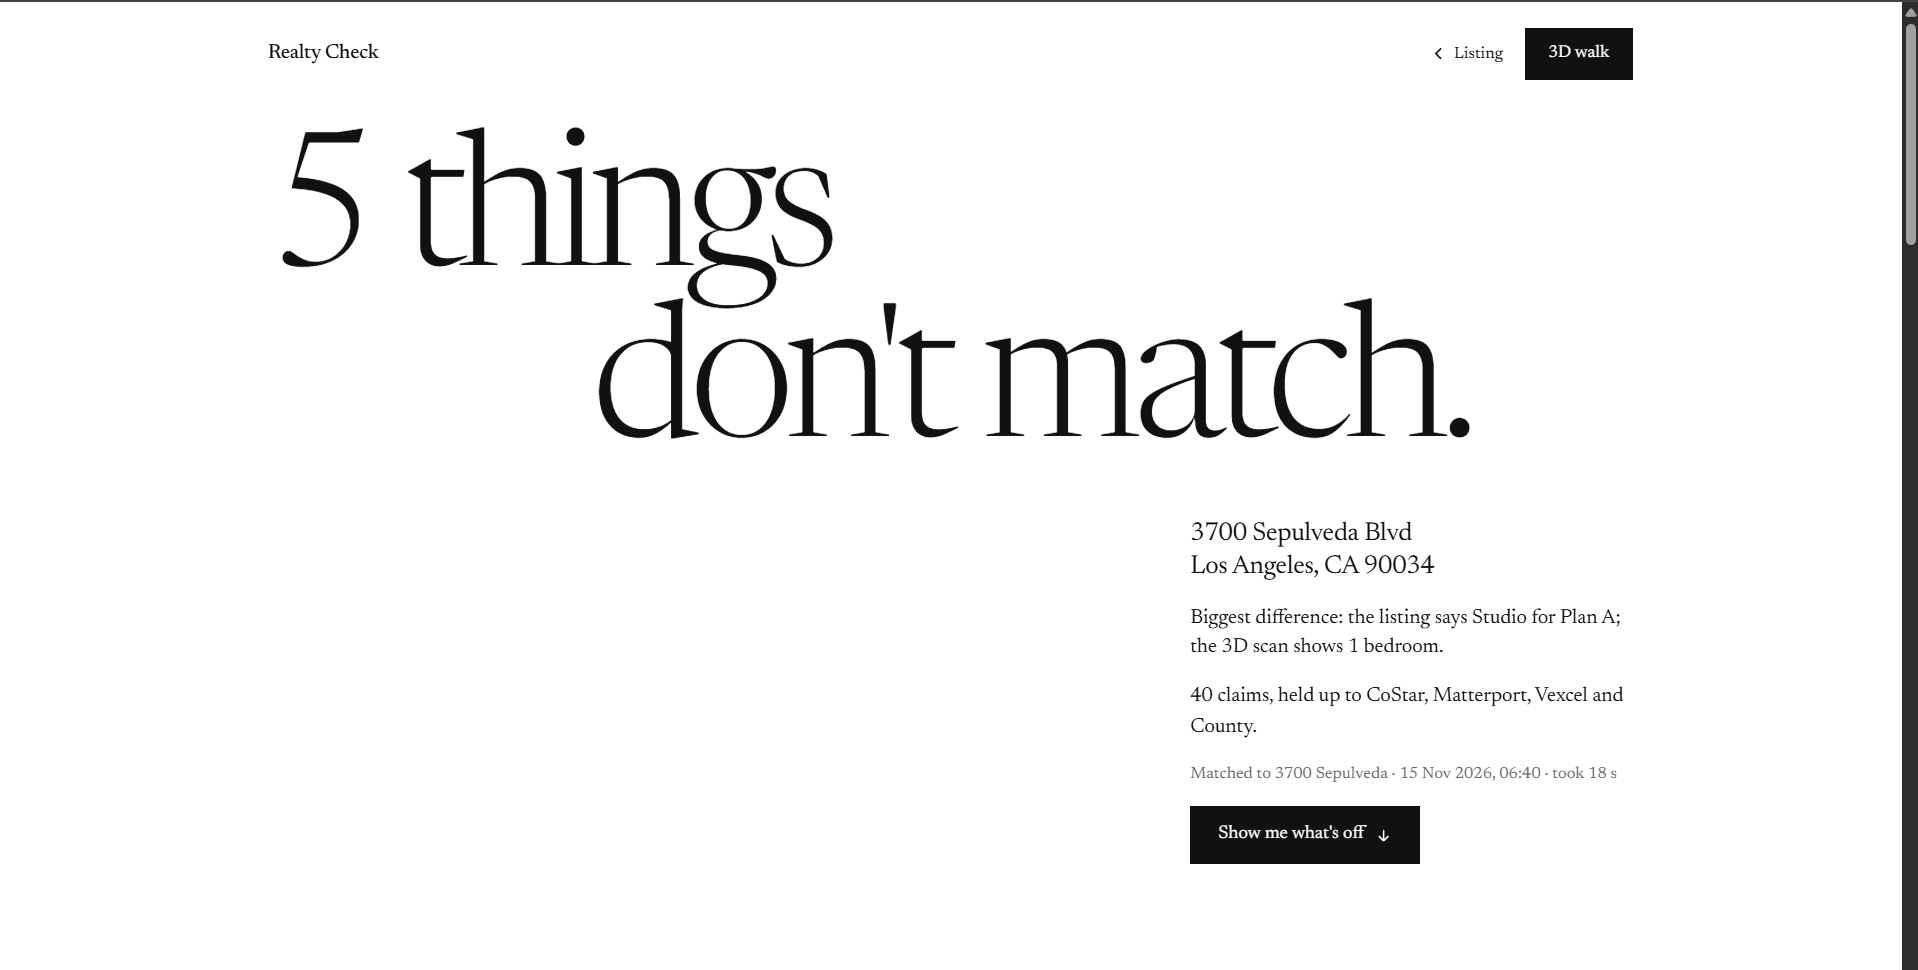 Realty Check
Listing
3D walk
5 things
don't match.
3700 Sepulveda Blvd
Los Angeles, CA 90034
Biggest difference: the listing says Studio for Plan A;
the 3D scan shows 1 bedroom.
40 claims, held up to CoStar, Matterport, Vexcel and
County.
Matched to 3700 Sepulveda · 15 Nov 2026, 06:40 · took 18 s
Show me what's off